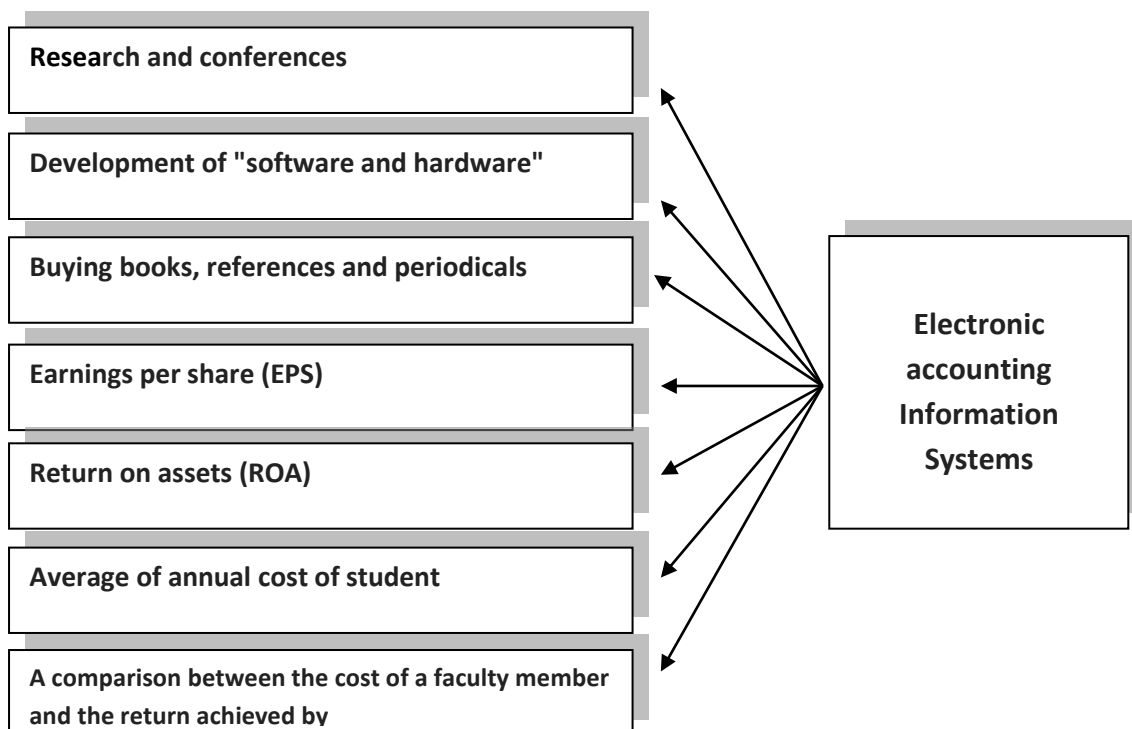 Research and conferences
Development of "software and hardware"
Buying books, references and periodicals
Earnings per share (EPS)
Return on assets (ROA)
Average of annual cost of student
A comparison between the cost of a faculty member
and the return achieved by
Electronic
accounting
Information
Systems